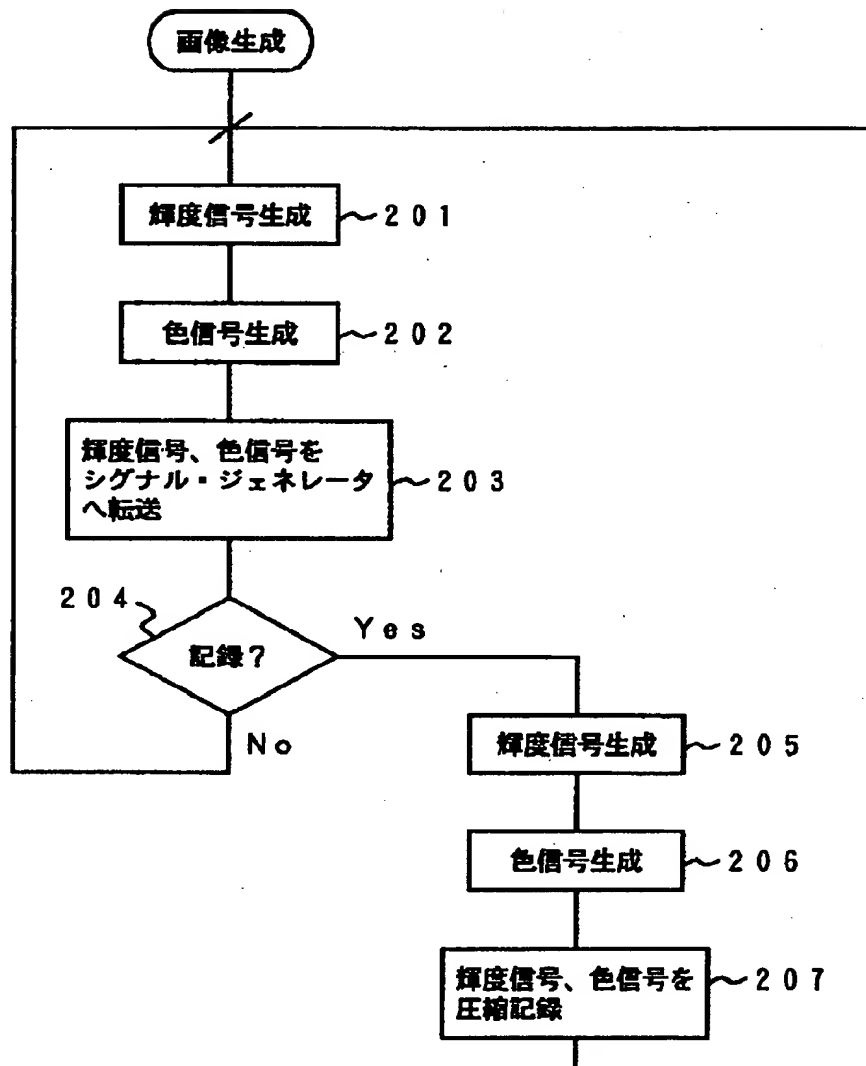 画像生成
輝度信号生成
201
色信号生成
202
輝度信号、色信号を
シグナル・ジェネレータ
へ転送
203
204
記録?
Yes
No
輝度信号生成
205
色信号生成
206
輝度信号、色信号を
圧縮記録
207